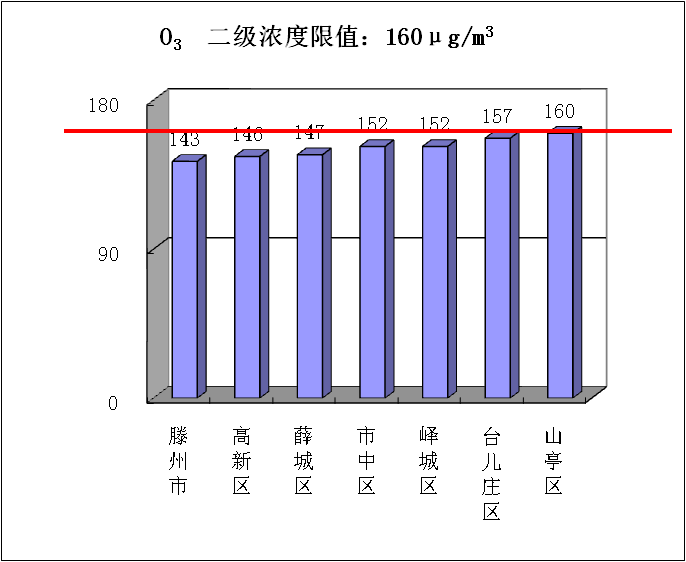 O₃ 二级浓度限值：160μg/m³
180
90
0
143
146
147
152
152
157
160
滕州市
高新区
薛城区
市中区
峄城区
台儿庄区
山亭区